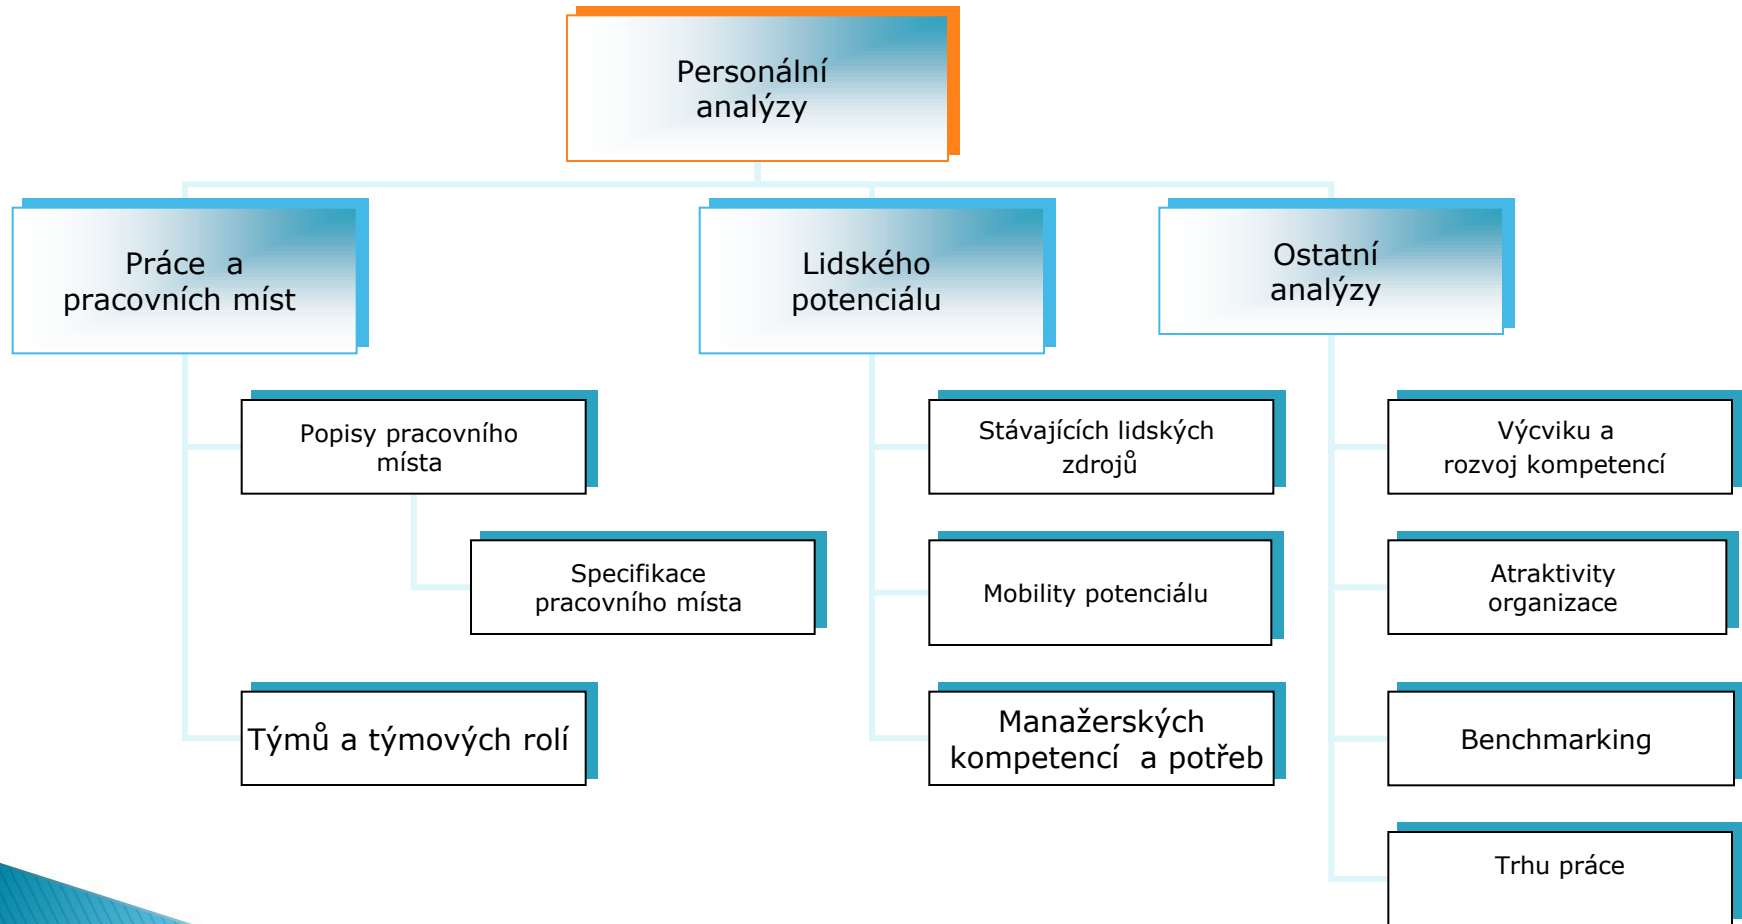 Personální
analýzy
Práce a
pracovních míst
Lidského
potenciálu
Ostatní
analýzy
Popisy pracovního
místa
Stávajících lidských
zdrojů
Výcviku a
rozvoj kompetencí
Specifikace
pracovního místa
Mobility potenciálu
Atraktivity
organizace
Týmů a týmových rolí
Manažerských
kompetencí a potřeb
Benchmarking
Trhu práce